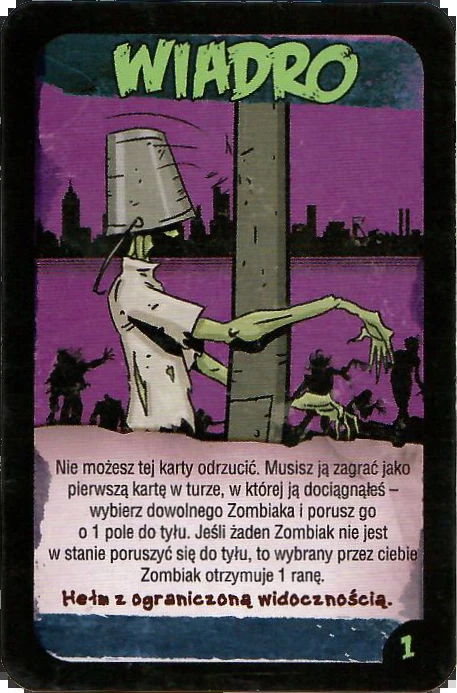 WIADRO
Nie możesz tej karty odrzucić. Musisz ją zagrać jako
pierwszą kartę w turze, w której ją dociągnąłeś –
wybierz dowolnego Zombiaka i porusz go
o 1 pole do tyłu. Jeśli żaden Zombiak nie jest
w stanie poruszyć się do tyłu, to wybrany przez ciebie
Zombiak otrzymuje 1 ranę.
Hełm z ograniczoną widocznością.
1